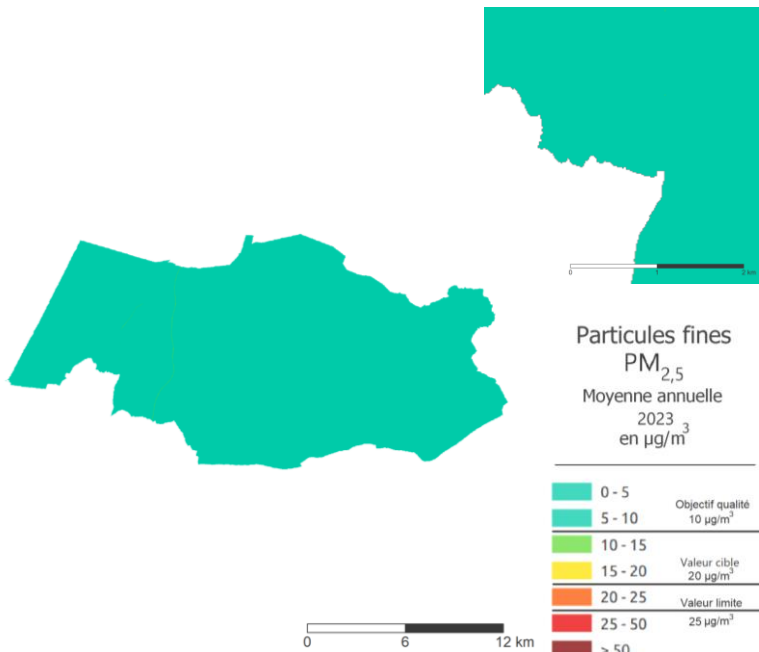 0 1 2 km
Particules fines
PM2,5
Moyenne annuelle
2023
en µg/m³
0 - 5
Objectif qualité
5 - 10
10 µg/m³
10 - 15
15 - 20
Valeur cible
20 µg/m³
20 - 25
Valeur limite
25 - 50
25 µg/m³
> 50
0 6 12 km